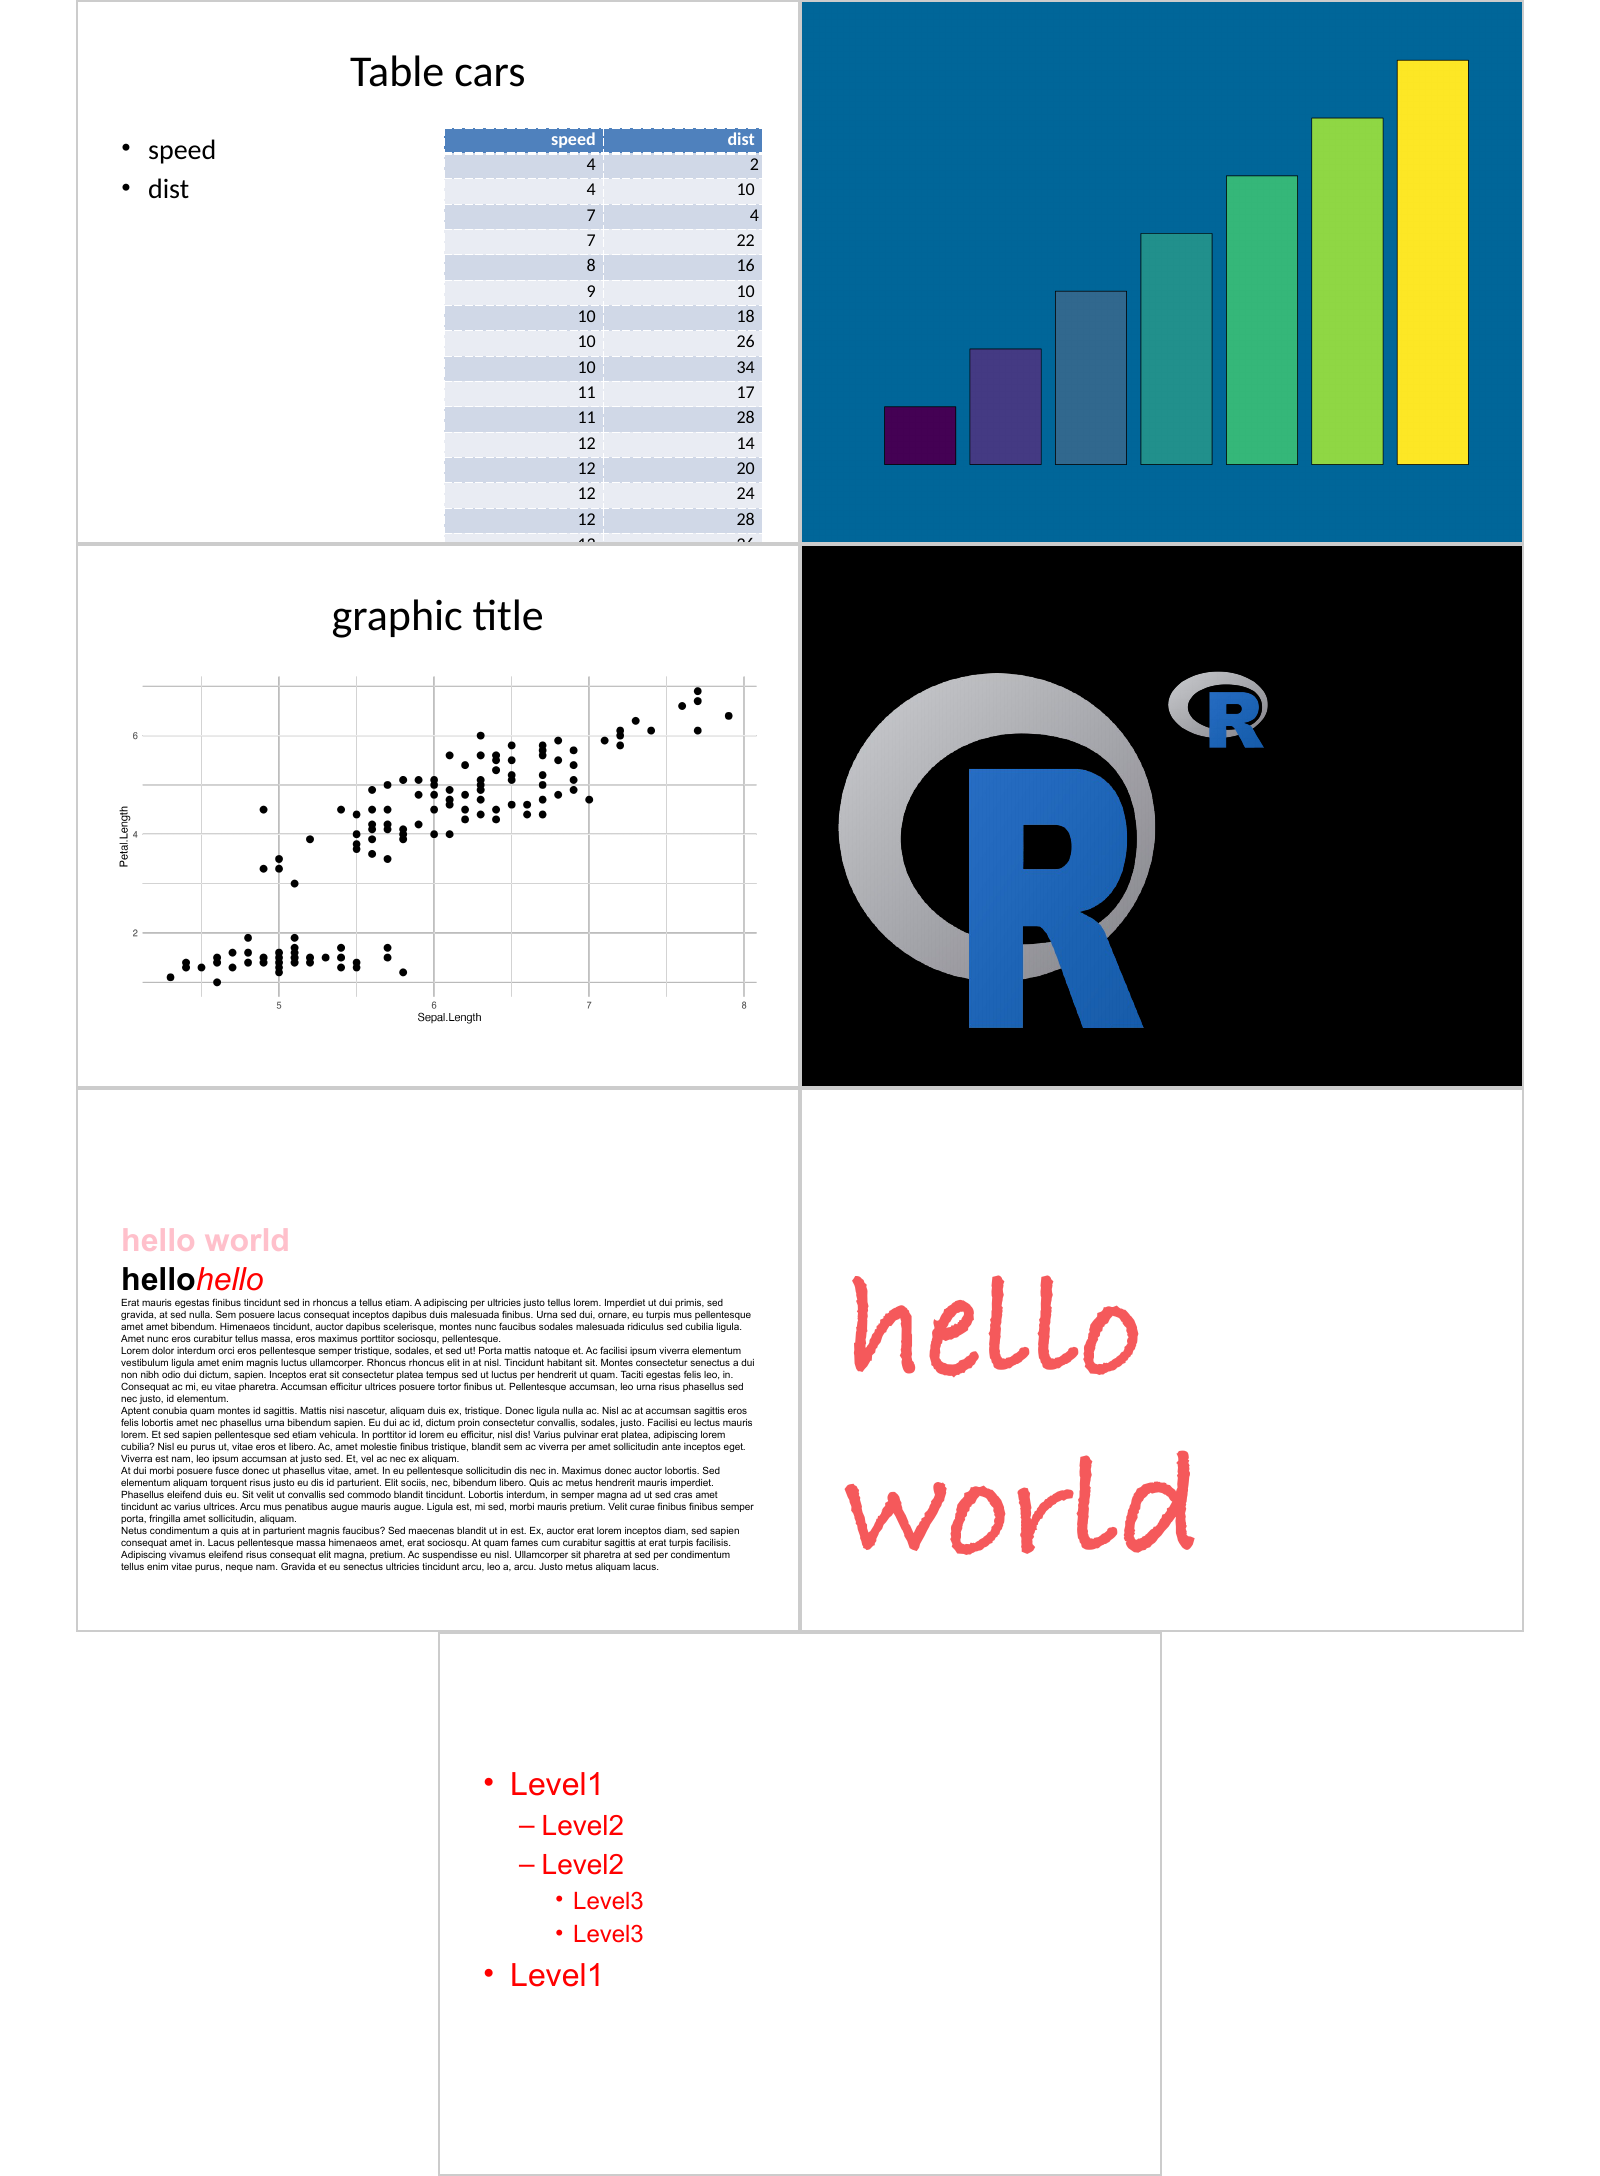 Table cars
• speed
• dist
speed dist
4 2
4 10
7 4
7 22
8 16
9 10
10 18
10 26
10 34
11 17
11 28
12 14
12 20
12 24
12 28
graphic title
Petal.Length
6
4
2
5 6 7 8
Sepal.Length
R
R
hello world
hellohello
Erat mauris egestas finibus tincidunt sed in rhoncus a tellus etiam. A adipiscing per ultricies justo tellus lorem. Imperdiet ut dui primis, sed
gravida, at sed nulla. Sem posuere lacus consequat inceptos dapibus duis malesuada finibus. Urna sed dui, ornare, eu turpis mus pellentesque
amet amet bibendum. Himenaeos tincidunt, auctor dapibus scelerisque, montes nunc faucibus sodales malesuada ridiculus sed cubilia ligula.
Amet nunc eros curabitur tellus massa, eros maximus porttitor sociosqu, pellentesque.
Lorem dolor interdum orci eros pellentesque semper tristique, sodales, et sed ut! Porta mattis natoque et. Ac facilisi ipsum viverra elementum
vestibulum ligula amet enim magnis luctus ullamcorper. Rhoncus rhoncus elit in at nisl. Tincidunt habitant sit. Montes consectetur senectus a dui
non nibh odio dui dictum, sapien. Inceptos erat sit consectetur platea tempus sed ut luctus per hendrerit ut quam. Taciti egestas felis leo, in.
Consequat ac mi, eu vitae pharetra. Accumsan efficitur ultrices posuere tortor finibus ut. Pellentesque accumsan, leo urna risus phasellus sed
nec justo, id elementum.
Aptent conubia quam montes id sagittis. Mattis nisi nascetur, aliquam duis ex, tristique. Donec ligula nulla ac. Nisl ac at accumsan sagittis eros
felis lobortis amet nec phasellus urna bibendum sapien. Eu dui ac id, dictum proin consectetur convallis, sodales, justo. Facilisi eu lectus mauris
lorem. Et sed sapien pellentesque sed etiam vehicula. In porttitor id lorem eu efficitur, nisl dis! Varius pulvinar erat platea, adipiscing lorem
cubilia? Nisl eu purus ut, vitae eros et libero. Ac, amet molestie finibus tristique, blandit sem ac viverra per amet sollicitudin ante inceptos eget.
Viverra est nam, leo ipsum accumsan at justo sed. Et, vel ac nec ex aliquam.
At dui morbi posuere fusce donec ut phasellus vitae, amet. In eu pellentesque sollicitudin dis nec in. Maximus donec auctor lobortis. Sed
elementum aliquam torquent risus justo eu dis id parturient. Elit sociis, nec, bibendum libero. Quis ac metus hendrerit mauris imperdiet.
Phasellus eleifend duis eu. Sit velit ut convallis sed commodo blandit tincidunt. Lobortis interdum, in semper magna ad ut sed cras amet
tincidunt ac varius ultrices. Arcu mus penatibus augue mauris augue. Ligula est, mi sed, morbi mauris pretium. Velit curae finibus finibus semper
porta, fringilla amet sollicitudin, aliquam.
Netus condimentum a quis at in parturient magnis faucibus? Sed maecenas blandit ut in est. Ex, auctor erat lorem inceptos diam, sed sapien
consequat amet in. Lacus pellentesque massa himenaeos amet, erat sociosqu. At quam fames cum curabitur sagittis at erat turpis facilisis.
Adipiscing vivamus eleifend risus consequat elit magna, pretium. Ac suspendisse eu nisl. Ullamcorper sit pharetra at sed per condimentum
tellus enim vitae purus, neque nam. Gravida et eu senectus ultricies tincidunt arcu, leo a, arcu. Justo metus aliquam lacus.
hello
world
• Level1
– Level2
– Level2
• Level3
• Level3
• Level1